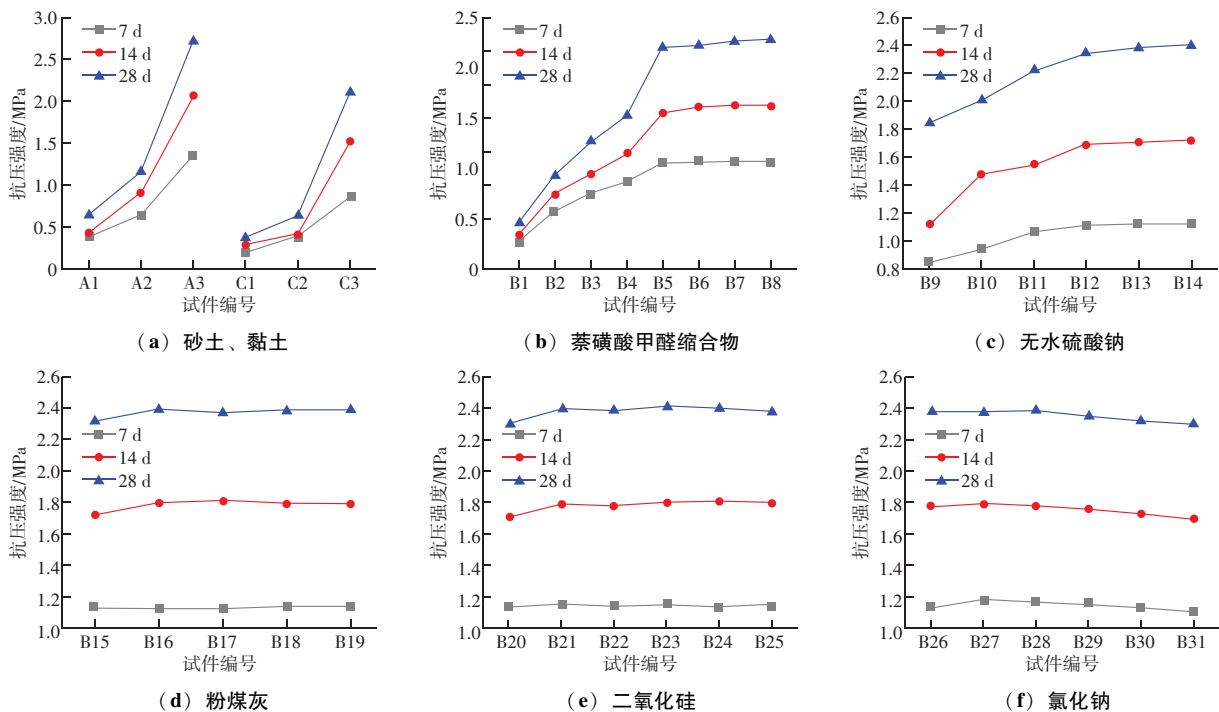 3.0
2.5
2.0
1.5
1.0
0.5
0
抗压强度/MPa
7 d
14 d
28 d
A1 A2 A3 C1 C2 C3
试件编号
(a) 砂土、黏土
2.5
2.0
1.5
1.0
0.5
0
抗压强度/MPa
7 d
14 d
28 d
B1 B2 B3 B4 B5 B6 B7 B8
试件编号
(b) 萘磺酸甲醛缩合物
2.6
2.4
2.2
2.0
1.8
1.6
1.4
1.2
1.0
0.8
抗压强度/MPa
7 d
14 d
28 d
B9 B10 B11 B12 B13 B14
试件编号
(c) 无水硫酸钠
2.6
2.4
2.2
2.0
1.8
1.6
1.4
1.2
1.0
抗压强度/MPa
7 d
14 d
28 d
B15 B16 B17 B18 B19
试件编号
(d) 粉煤灰
2.6
2.4
2.2
2.0
1.8
1.6
1.4
1.2
1.0
抗压强度/MPa
7 d
14 d
28 d
B20 B21 B22 B23 B24 B25
试件编号
(e) 二氧化硅
2.6
2.4
2.2
2.0
1.8
1.6
1.4
1.2
1.0
抗压强度/MPa
7 d
14 d
28 d
B26 B27 B28 B29 B30 B31
试件编号
(f) 氯化钠